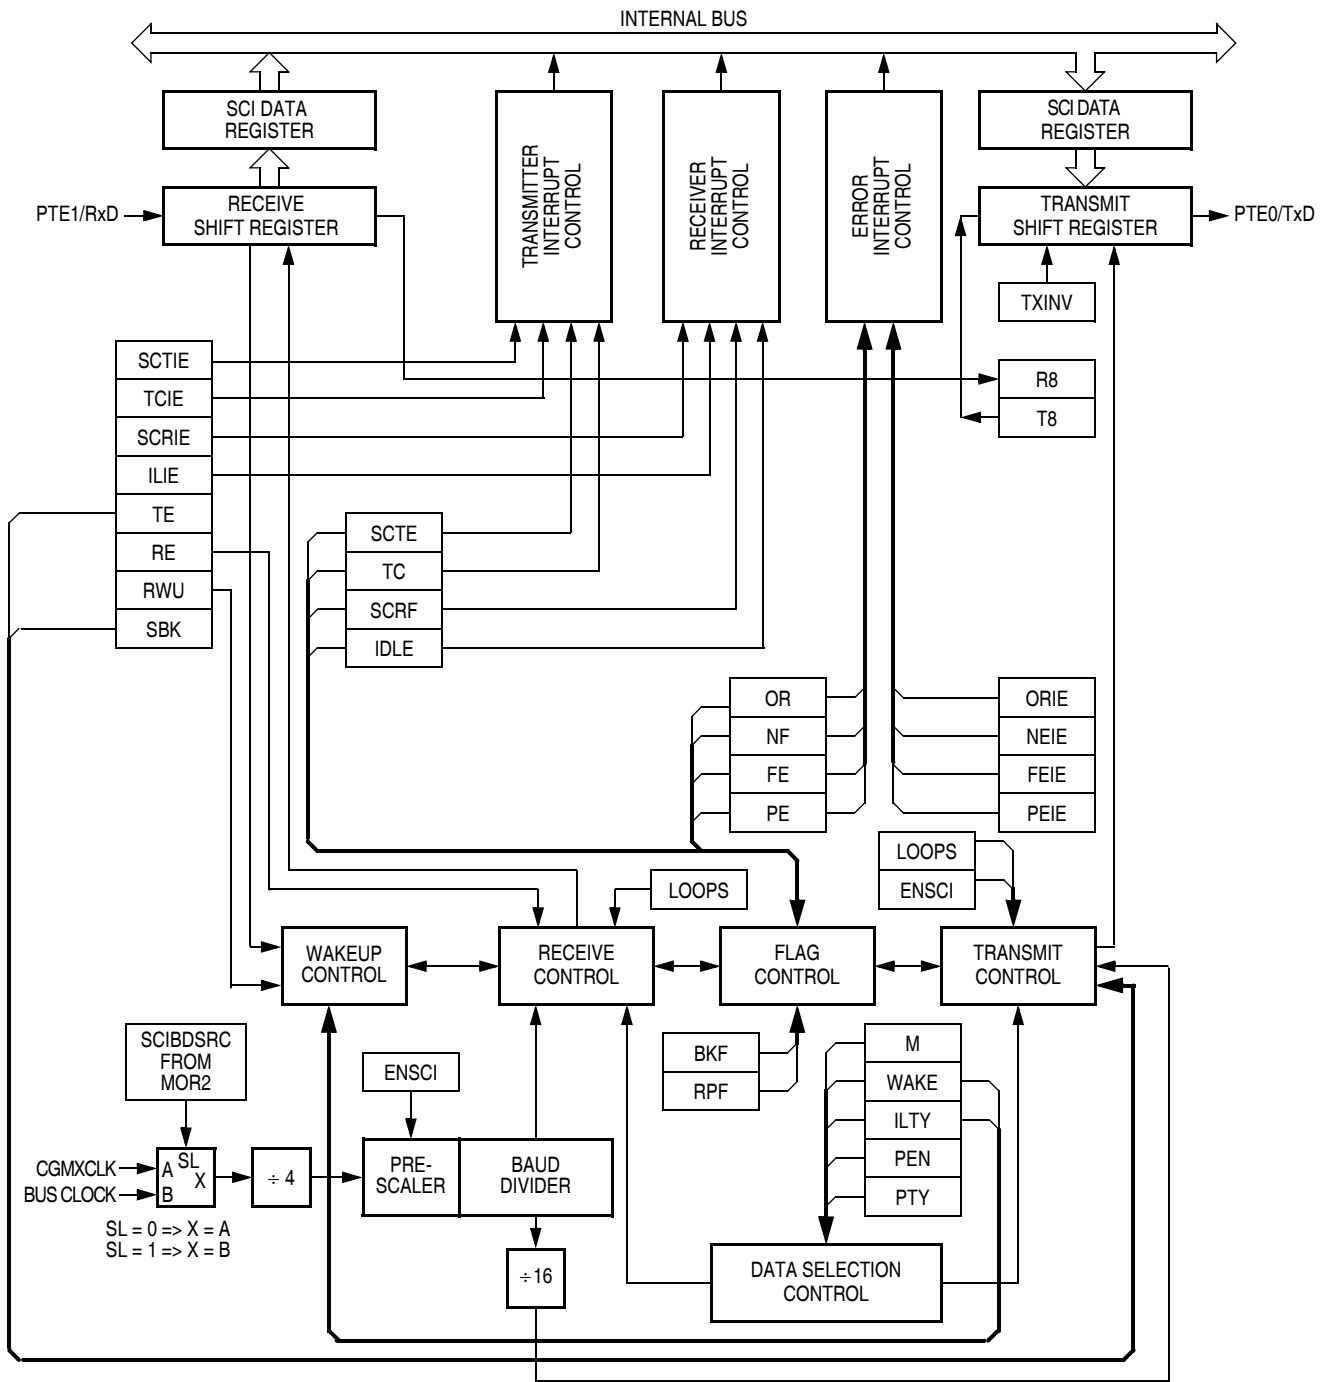 INTERNAL BUS
SCI DATA
REGISTER
TRANSMITTER
INTERRUPT
CONTROL
RECEIVER
INTERRUPT
CONTROL
ERROR
INTERRUPT
CONTROL
SCI DATA
REGISTER
PTE1/RxD
RECEIVE
SHIFT REGISTER
TRANSMIT
SHIFT REGISTER
PTE0/TxD
TXINV
SCTIE
TCIE
SCRIE
ILIE
TE
RE
RWU
SBK
R8
T8
SCTE
TC
SCRF
IDLE
OR
NF
FE
PE
ORIE
NEIE
FEIE
PEIE
LOOPS
ENSCI
LOOPS
WAKEUP
CONTROL
RECEIVE
CONTROL
FLAG
CONTROL
TRANSMIT
CONTROL
SCIBDSRC
FROM
MOR2
ENSCI
BKF
RPF
M
WAKE
ILTY
PEN
PTY
CGMXCLK
BUS CLOCK
A
B
SL
X
÷ 4
PRE-
SCALER
BAUD
DIVIDER
SL = 0 => X = A
SL = 1 => X = B
÷16
DATA SELECTION
CONTROL